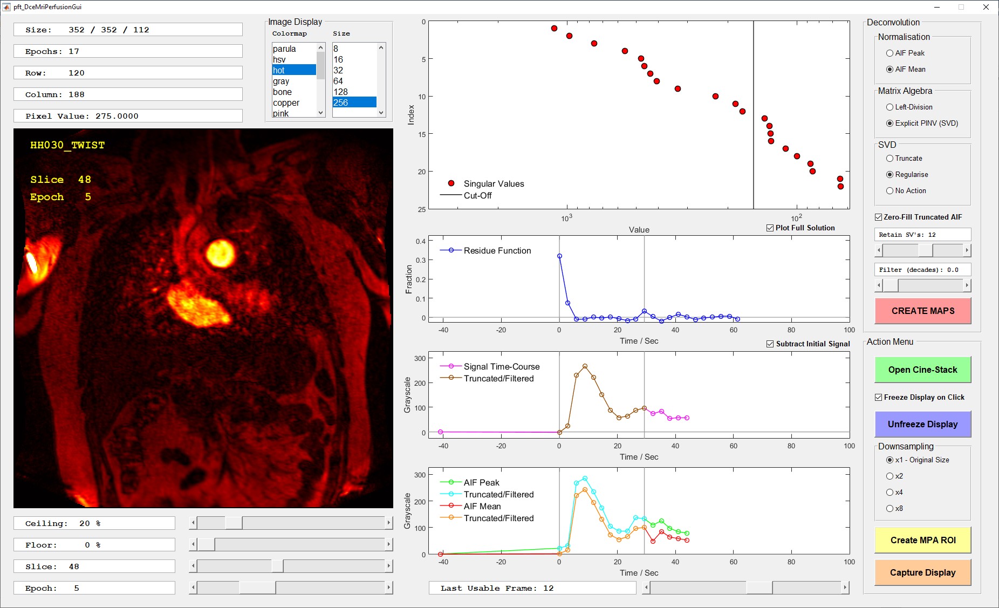 pft_DceMriPerfusionGui
Size: 352 / 352 / 112
Epochs: 17
Row: 120
Column: 188
Pixel Value: 275.0000
Image Display
Colormap Size
parula
hsv
hot
gray
bone
copper
pink
8
16
32
64
128
256
HH030_TWIST
Slice 48
Epoch 5
Ceiling: 20 %
Floor: 0 %
Slice: 48
Epoch: 5
0
5
10
15
20
25
Index
Singular Values
Cut-Off
10^3 10^2
Value
Plot Full Solution
0.4
0.3
0.2
0.1
0
Fraction
Residue Function
-40 -20 0 20 40 60 80 100
Time / Sec
Subtract Initial Signal
300
200
100
0
Grayscale
Signal Time-Course
Truncated/Filtered
-40 -20 0 20 40 60 80 100
Time / Sec
300
200
100
0
Grayscale
AIF Peak
Truncated/Filtered
AIF Mean
Truncated/Filtered
-40 -20 0 20 40 60 80 100
Time / Sec
Last Usable Frame: 12
Deconvolution
Normalisation
AIF Peak
AIF Mean
Matrix Algebra
Left-Division
Explicit PINV (SVD)
SVD
Truncate
Regularise
No Action
Zero-Fill Truncated AIF
Retain SV's: 12
Filter (decades): 0.0
CREATE MAPS
Action Menu
Open Cine-Stack
Freeze Display on Click
Unfreeze Display
Downsampling
x1 - Original Size
x2
x4
x8
Create MPA ROI
Capture Display